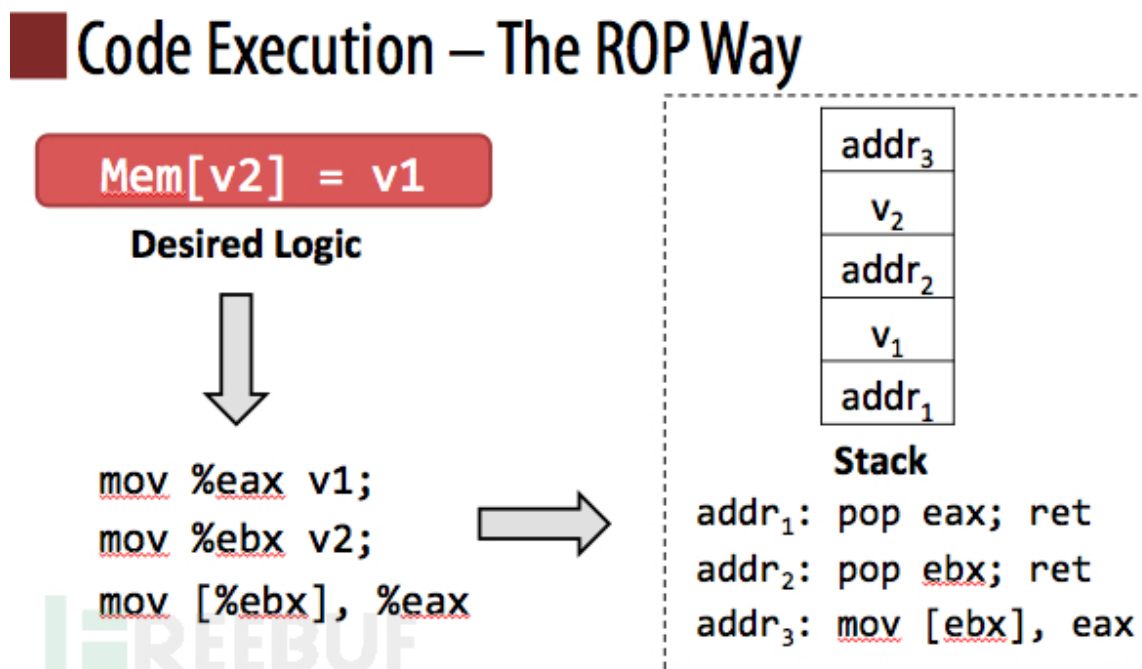 Code Execution – The ROP Way
Mem[v2] = v1
Desired Logic
mov %eax v1;
mov %ebx v2;
mov [%ebx], %eax
addr₃
v₂
addr₂
v₁
addr₁
Stack
addr₁: pop eax; ret
addr₂: pop ebx; ret
addr₃: mov [ebx], eax
FREEBUF